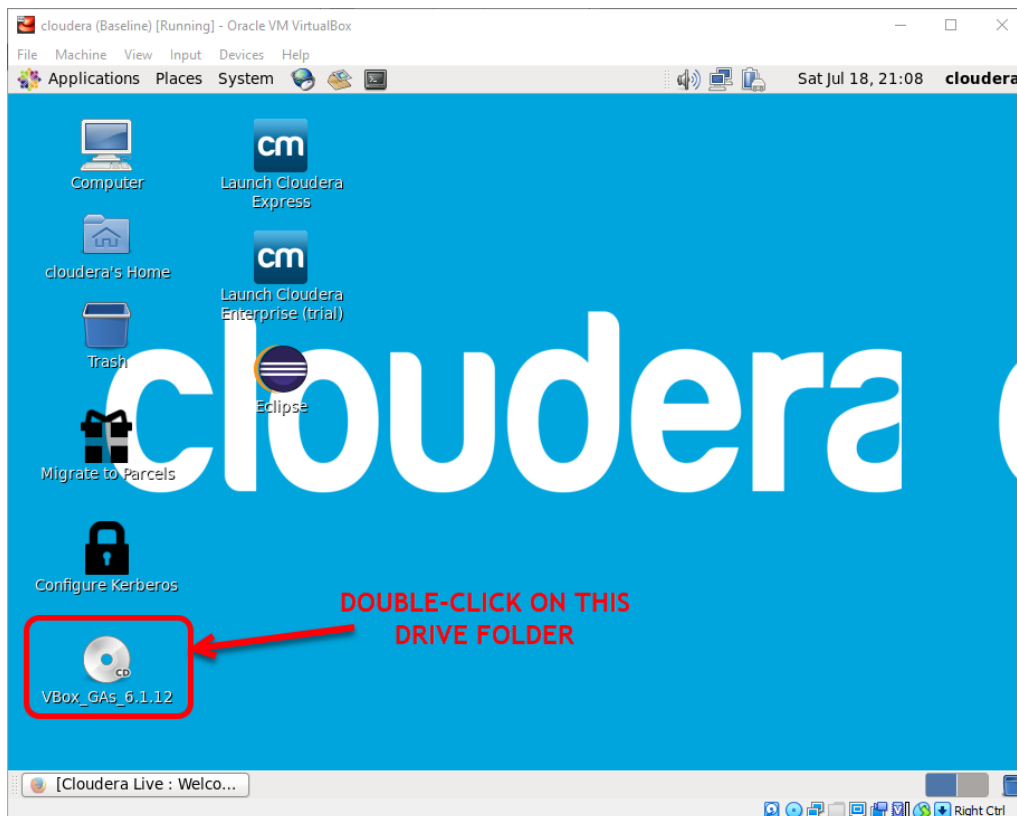 cloudera (Baseline) [Running] - Oracle VM VirtualBox
File Machine View Input Devices Help
Applications Places System Sat Jul 18, 21:08 cloudera
Computer
cm
Launch Cloudera
Express
cloudera's Home
cm
Launch Cloudera
Enterprise (trial)
Trash
Eclipse
cloudera
Migrate to Parcels
Configure Kerberos
DOUBLE-CLICK ON THIS
DRIVE FOLDER
CD
VBox_GAs_6.1.12
[Cloudera Live : Welco...
Right Ctrl